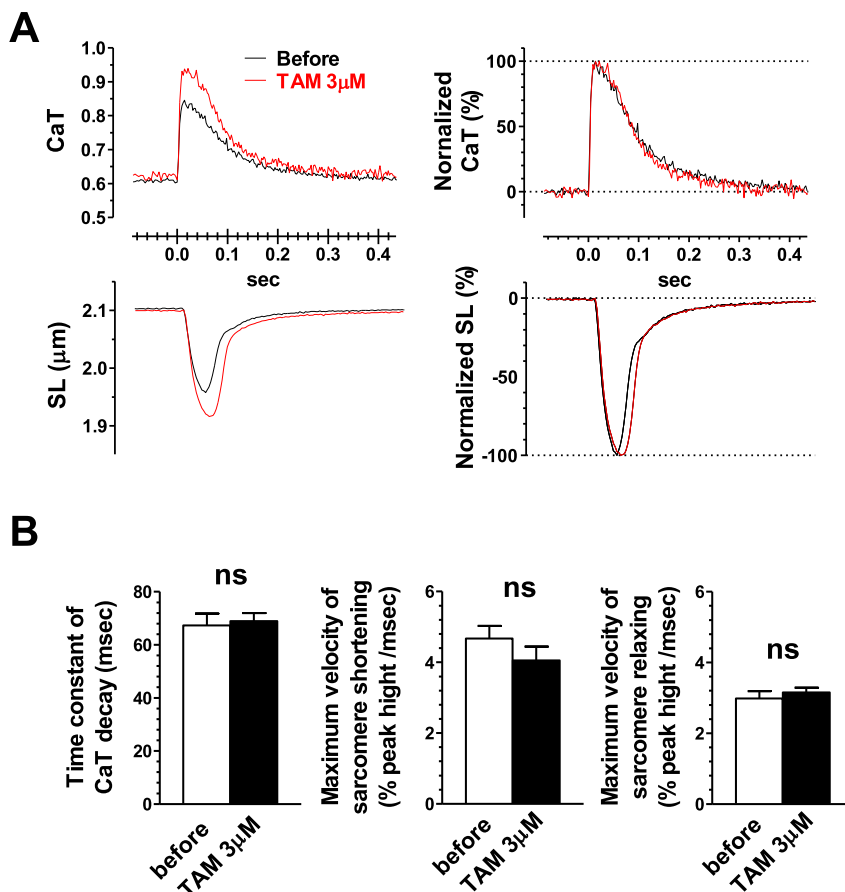 A
CaT
1.0
0.9
0.8
0.7
0.6
0.5
Before
TAM 3μM
0.0 0.1 0.2 0.3 0.4
sec
Normalized
CaT (%)
100
50
0
0.0 0.1 0.2 0.3 0.4
sec
SL (μm)
2.1
2.0
1.9
Normalized SL (%)
0
-50
-100
B
Time constant of
CaT decay (msec)
80
60
40
20
0
ns
before
TAM 3μM
Maximum velocity of
sarcomere shortening
(% peak hight /msec)
6
4
2
0
ns
before
TAM 3μM
Maximum velocity of
sarcomere relaxing
(% peak hight /msec)
6
4
2
0
ns
before
TAM 3μM